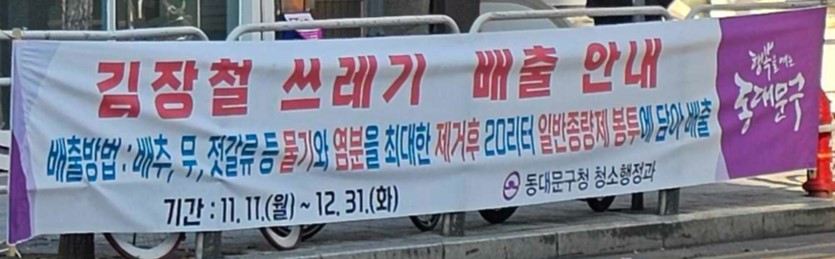 김장철 쓰레기 배출 안내
배출방법 : 배추, 무, 젓갈류 등 물기와 염분을 최대한 제거후 20리터 일반종량제 봉투에 담아 배출
기간 : 11. 11.(월) ~ 12. 31.(화)
동대문구청 청소행정과
행복을 여는
동대문구